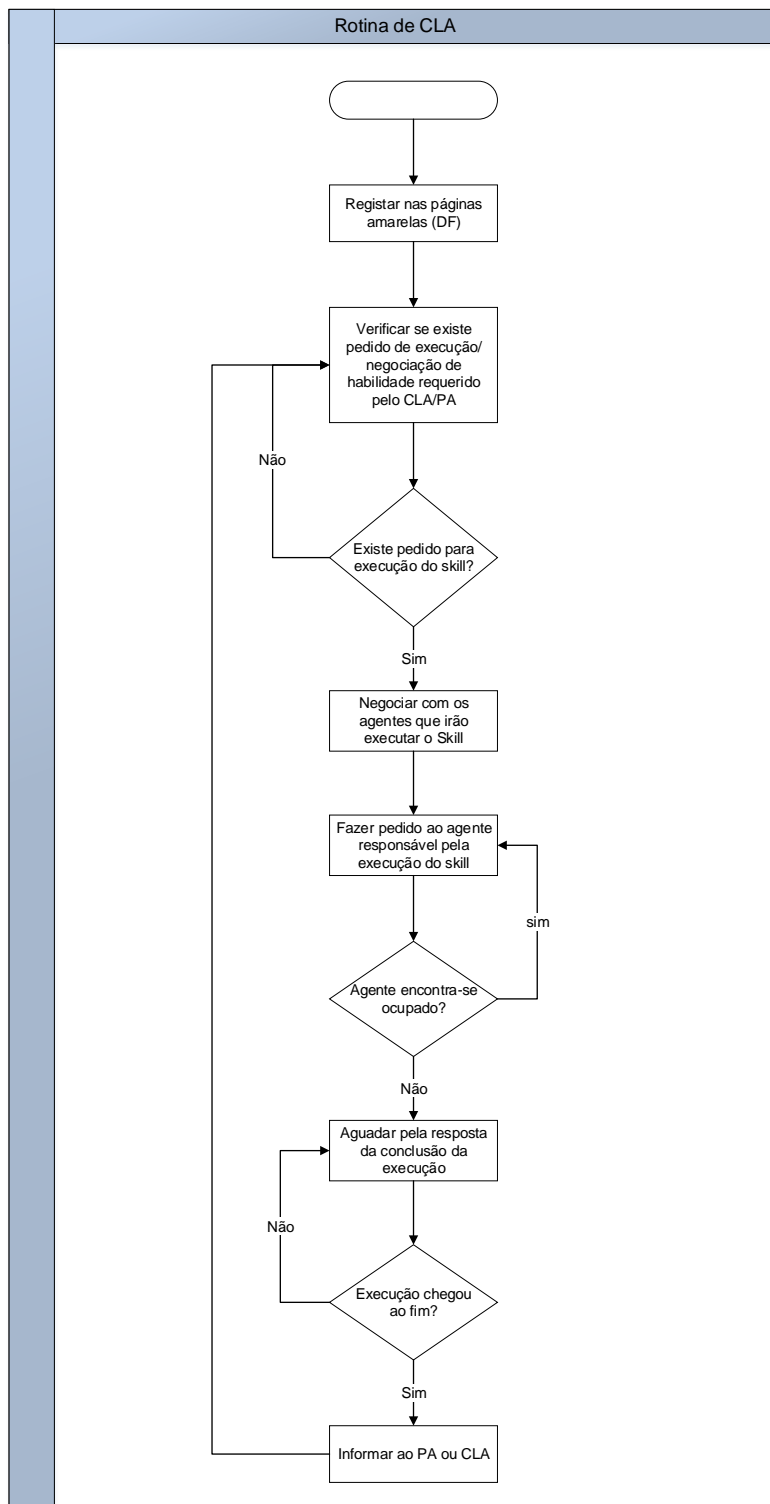 Rotina de CLA
Registar nas páginas
amarelas (DF)
Verificar se existe
pedido de execução/
negociação de
habilidade requerido
pelo CLA/PA
Não
Existe pedido para
execução do skill?
Sim
Negociar com os
agentes que irão
executar o Skill
Fazer pedido ao agente
responsável pela
execução do skill
sim
Agente encontra-se
ocupado?
Não
Aguadar pela resposta
da conclusão da
execução
Não
Execução chegou
ao fim?
Sim
Informar ao PA ou CLA